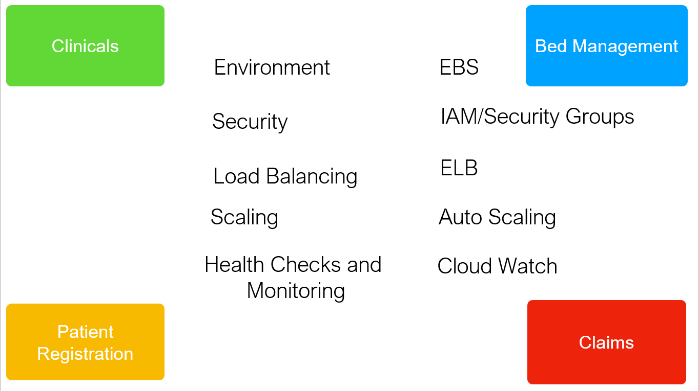 Clinicals
Bed Management
Environment
EBS
Security
IAM/Security Groups
Load Balancing
ELB
Scaling
Auto Scaling
Health Checks and
Monitoring
Cloud Watch
Patient
Registration
Claims